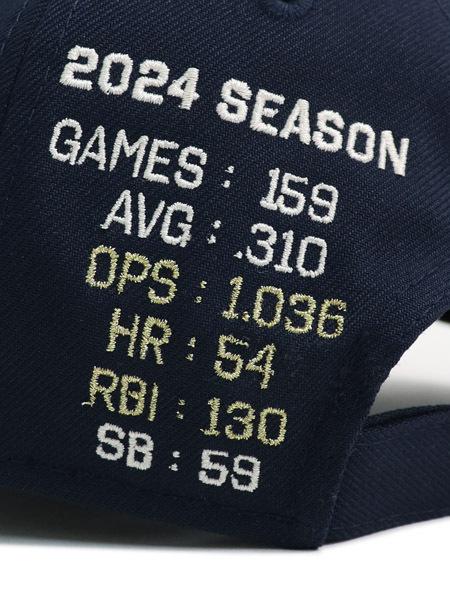 2024 SEASON
GAMES : 159
AVG : .310
OPS : 1.036
HR : 54
RBI : 130
SB : 59